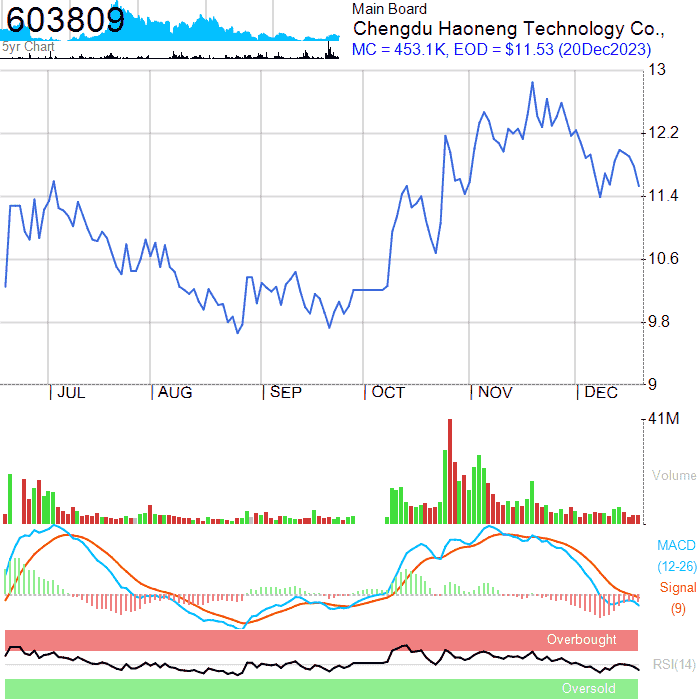 603809
5yr Chart
Main Board
Chengdu Haoneng Technology Co.,
MC = 453.1K, EOD = $11.53 (20Dec2023)
13
12.2
11.4
10.6
9.8
9
JUL AUG SEP OCT NOV DEC
41M
Volume
MACD
(12-26)
Signal
(9)
Overbought
RSI(14)
Oversold